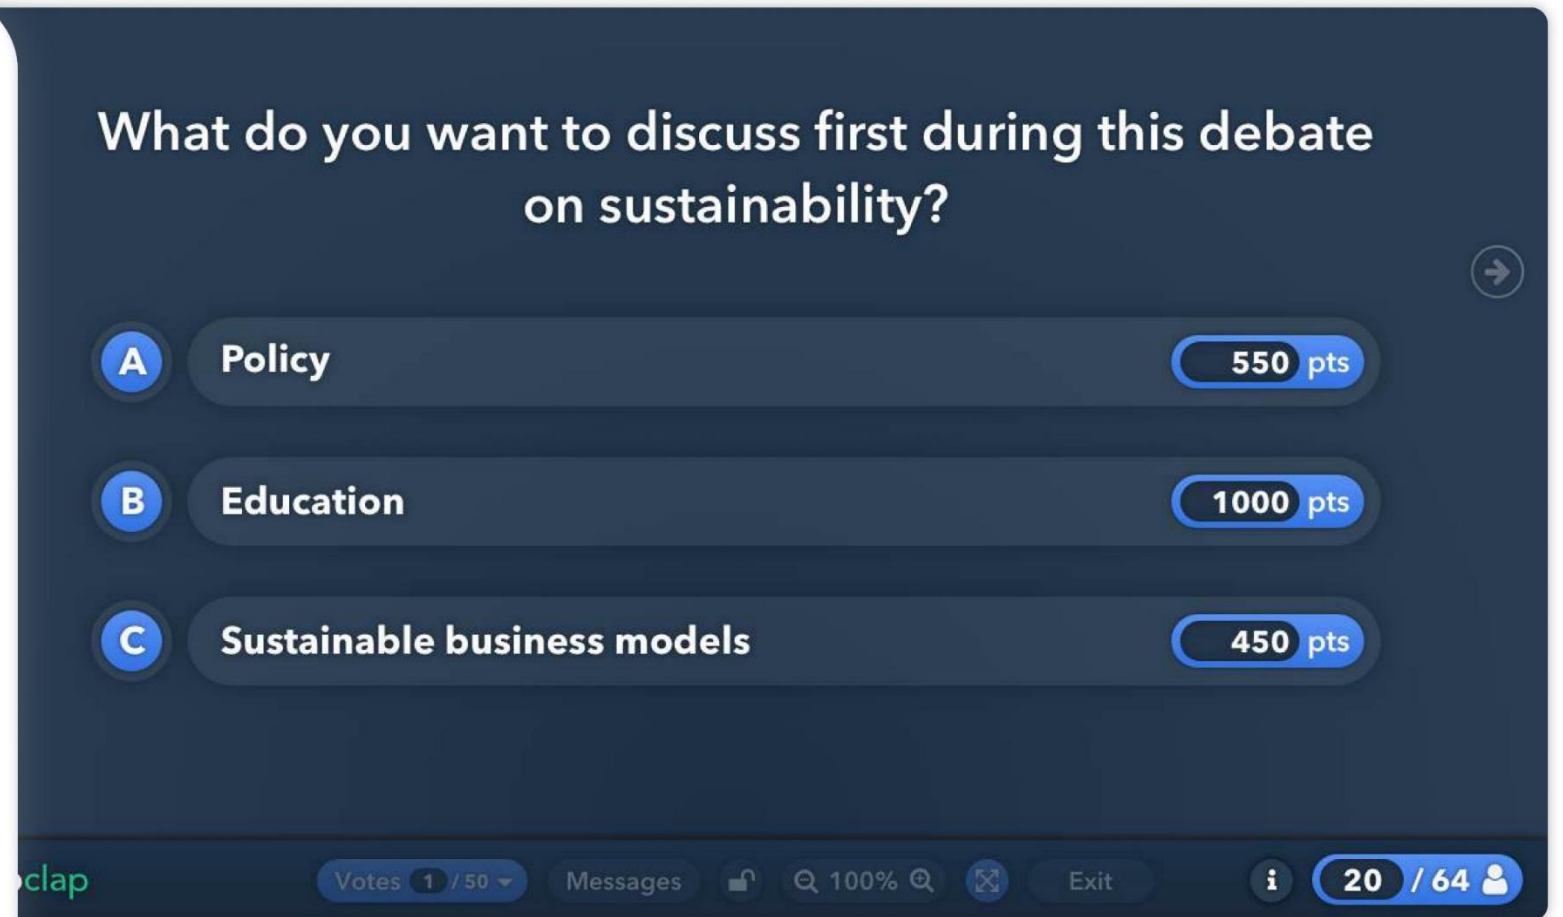 What do you want to discuss first during this debate
on sustainability?
A Policy 550 pts
B Education 1000 pts
C Sustainable business models 450 pts
clap Votes 1 / 50 Messages 100% Exit i 20 / 64